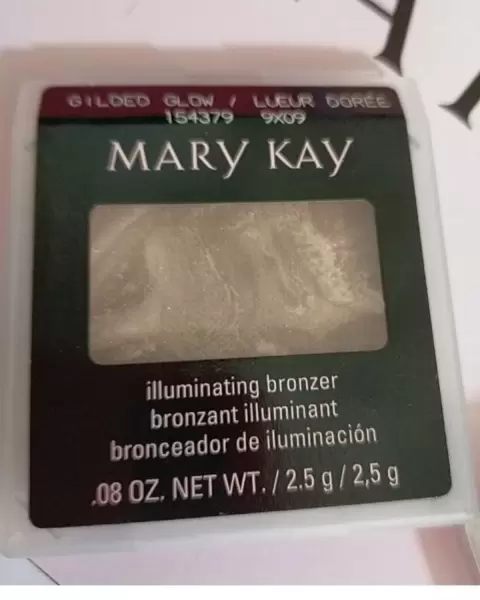 GILDED GLOW / LUEUR DORÉE
154379 9X09
MARY KAY
illuminating bronzer
bronzant illuminant
bronceador de iluminación
.08 OZ. NET WT. / 2.5 g / 2,5 g